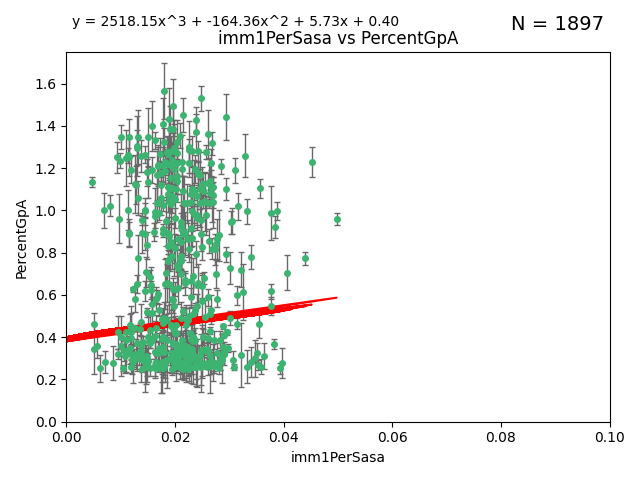 y = 2518.15x^3 + -164.36x^2 + 5.73x + 0.40
N = 1897
imm1PerSasa vs PercentGpA
PercentGpA
1.6
1.4
1.2
1.0
0.8
0.6
0.4
0.2
0.0
0.00 0.02 0.04 0.06 0.08 0.10
imm1PerSasa